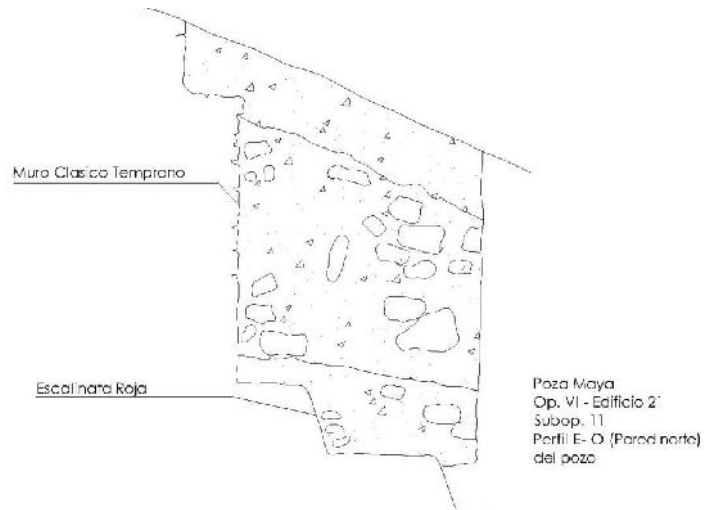 Muro Clasico Temprano
Escalinata Roja
Poza Maya
Op. VI - Edificio 21
Subop. 11
Perfil E- O (Pared norte)
del pozo